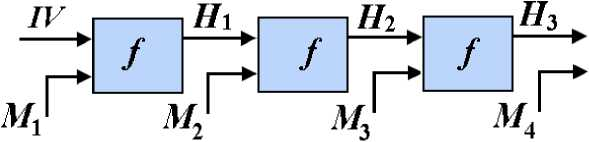 IV H₁ H₂ H₃
f f f
M₁ M₂ M₃ M₄